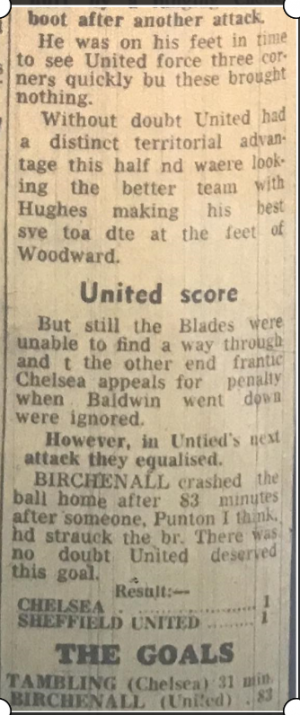 boot after another attack.
He was on his feet in time
to see United force three cor-
ners quickly bu these brought
nothing.
Without doubt United had
a distinct territorial advan-
tage this half nd waere look-
ing the better team with
Hughes making his best
sve toa dte at the feet of
Woodward.
United score
But still the Blades were
unable to find a way through
and t the other end frantic
Chelsea appeals for penalty
when Baldwin went down
were ignored.
However, in Untied's next
attack they equalised.
BIRCHENALL crashed the
ball home after 83 minutes
after someone, Punton I think,
hd strauck the br. There was
no doubt United deserved
this goal.
Result:—
CHELSEA ........................ 1
SHEFFIELD UNITED ......... 1
THE GOALS
TAMBLING (Chelsea) 31 min.
BIRCHENALL (United) . 83